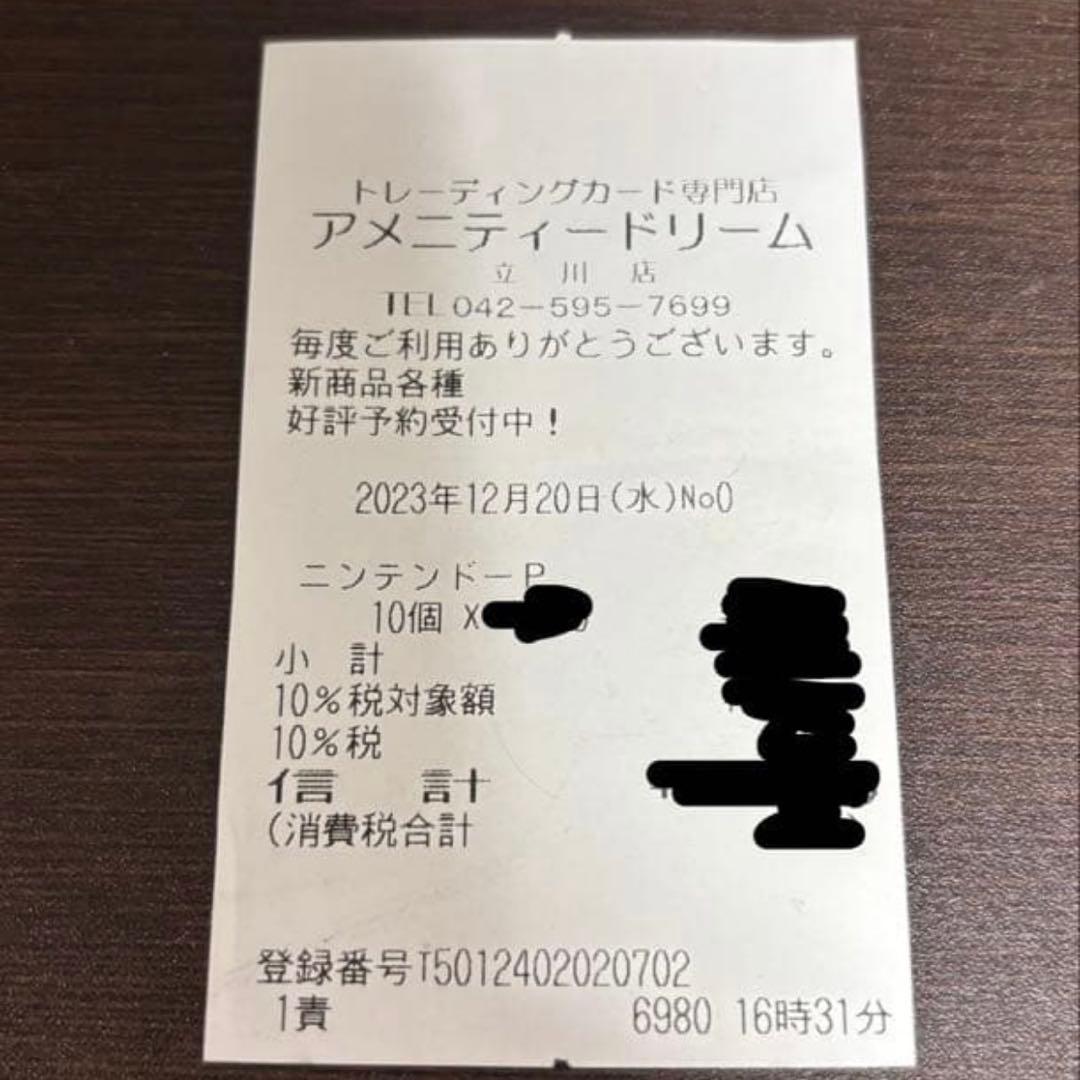 トレーディングカード専門店
アメニティードリーム
立川店
TEL042-595-7699
毎度ご利用ありがとうございます。
新商品各種
好評予約受付中!
2023年12月20日(水)No0
ニンテンドーP
10個 X
小 計
10%税対象額
10%税
信 計
(消費税合計
登録番号T5012402020702
1責 6980 16時31分